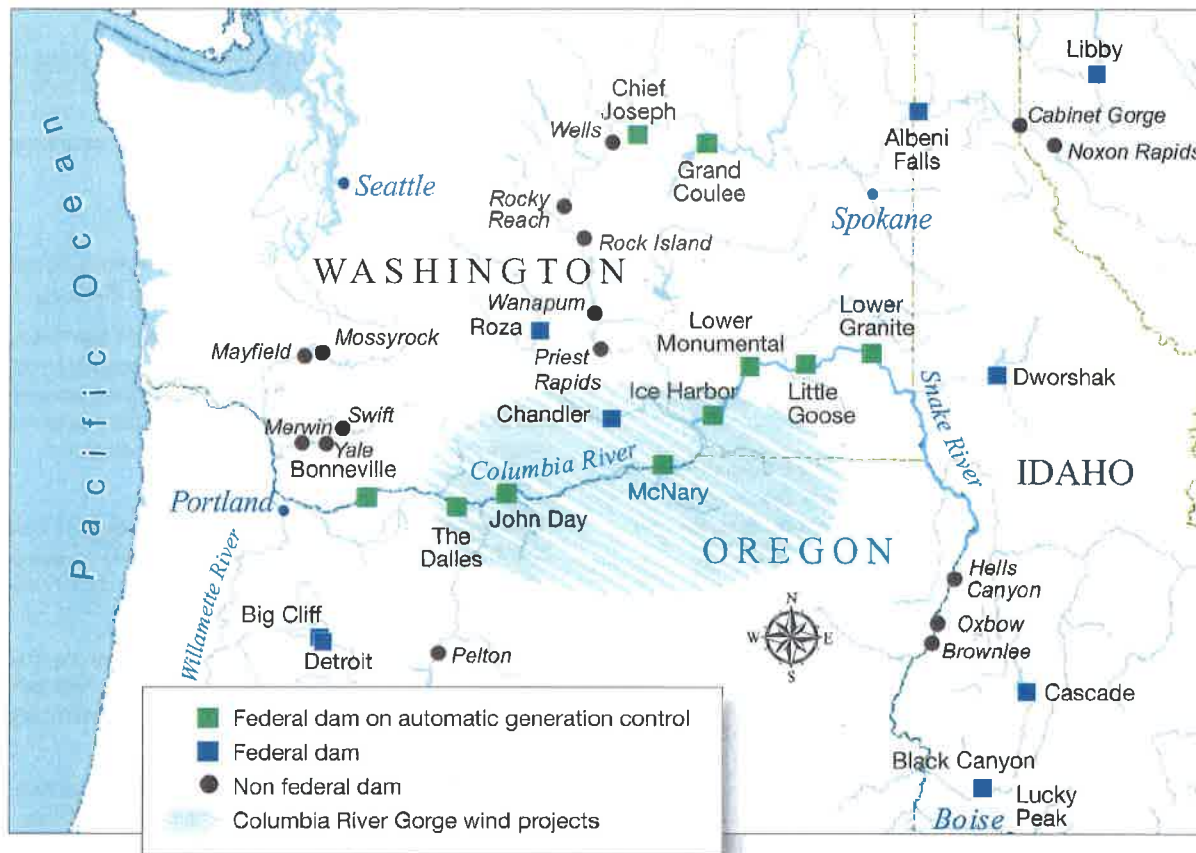 Libby
Chief
Joseph
Wells
Cabinet Gorge
Albeni
Falls
Noxon Rapids
Grand
Coulee
Seattle
Rocky
Reach
Spokane
Rock Island
WASHINGTON
Pacific Ocean
Wanapum
Roza
Lower
Granite
Lower
Monumental
Mossyrock
Mayfield
Priest
Rapids
Ice Harbor
Little
Goose
Snake River
Dworshak
Chandler
Swift
Merwin
Yale
Bonneville
Columbia River
McNary
IDAHO
Portland
John Day
The
Dalles
OREGON
Willamette River
Hells
Canyon
N
W E
S
Oxbow
Brownlee
Big Cliff
Detroit
Pelton
Cascade
Federal dam on automatic generation control
Federal dam
Non federal dam
Columbia River Gorge wind projects
Black Canyon
Lucky
Peak
Boise